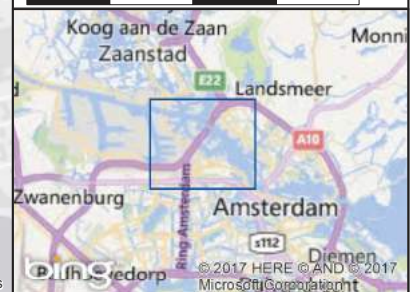 Koog aan de Zaan
Zaanstad
Monni
E22
Landsmeer
A10
Ring Amsterdam
Zwanenburg
Amsterdam
s112
Diemen
P
bing
© 2017 HERE © AND © 2017
Microsoft Corporation
s